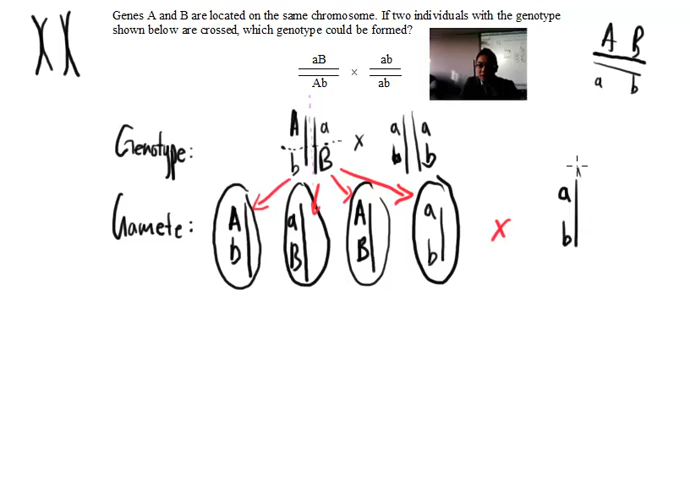 Genes A and B are located on the same chromosome. If two individuals with the genotype
shown below are crossed, which genotype could be formed?
aB x ab
Ab ab
A B
a b
Genotype: A a x a a
b B b b
Gamete: A a A a x a
b B B b b